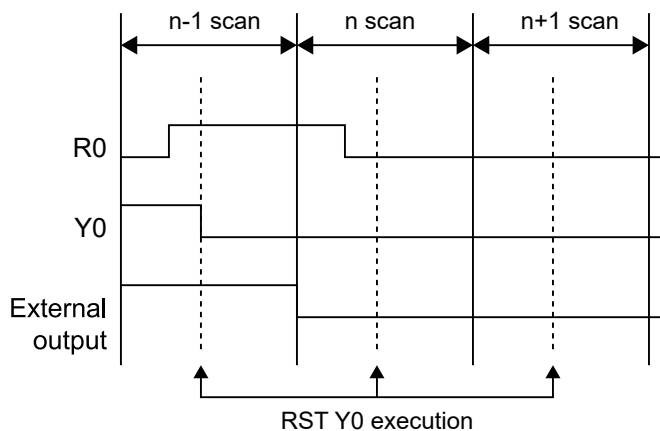 n-1 scan
n scan
n+1 scan
R0
Y0
External
output
RST Y0 execution